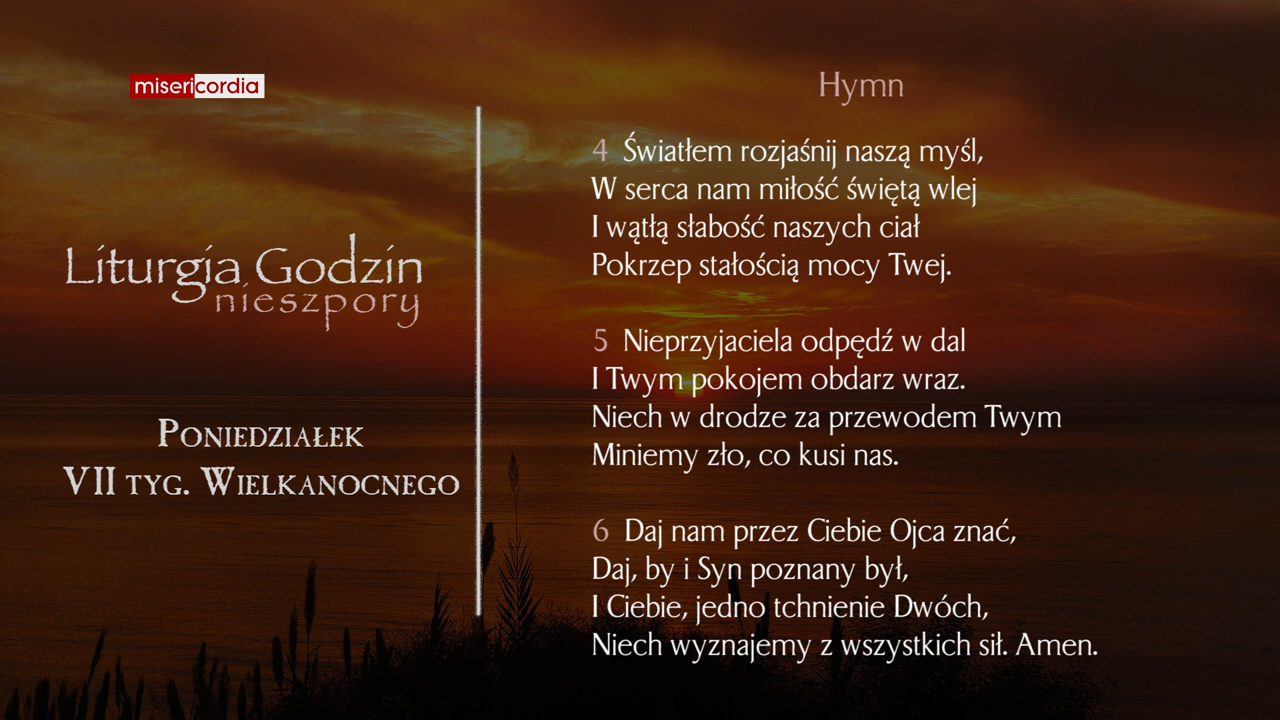 misericordia
Liturgia Godzin
nieszpory
Poniedziałek
VII tyg. Wielkanocnego
Hymn
4 Światłem rozjaśnij naszą myśl,
W serca nam miłość świętą wlej
I wątłą słabość naszych ciał
Pokrzep stałością mocy Twej.
5 Nieprzyjaciela odpędź w dal
I Twym pokojem obdarz wraz.
Niech w drodze za przewodem Twym
Miniemy zło, co kusi nas.
6 Daj nam przez Ciebie Ojca znać,
Daj, by i Syn poznany był,
I Ciebie, jedno tchnienie Dwóch,
Niech wyznajemy z wszystkich sił. Amen.